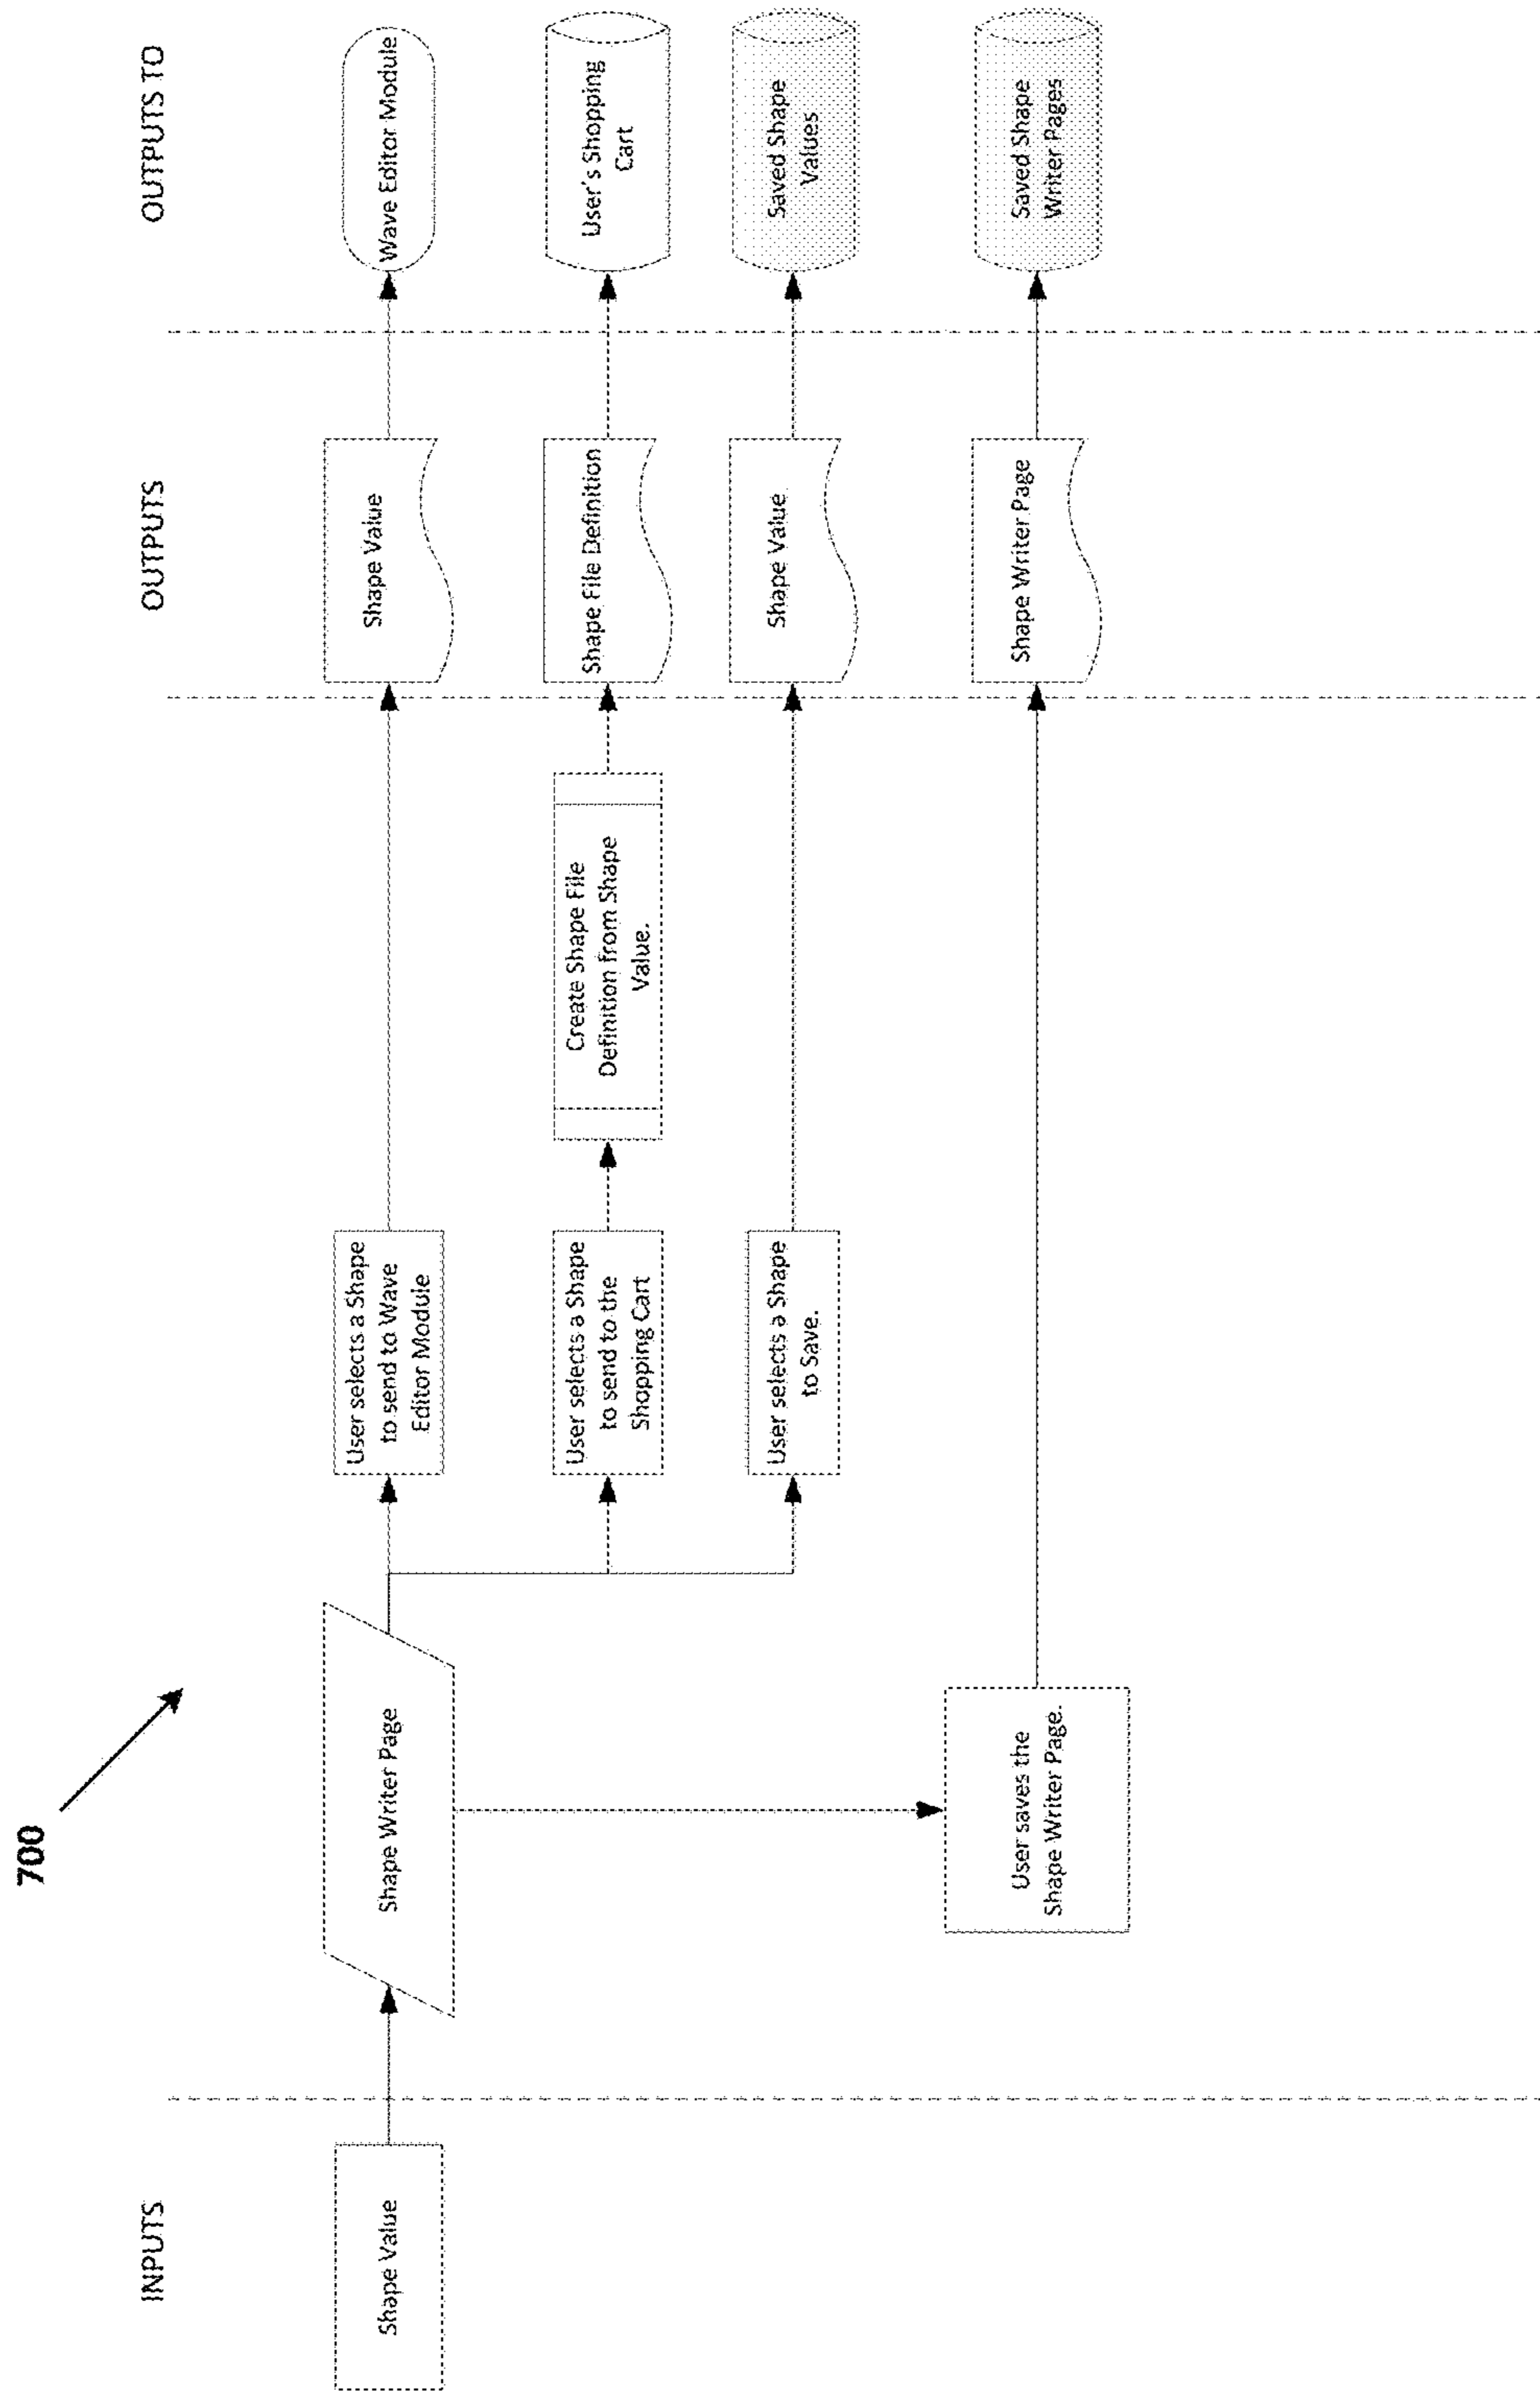 700
INPUTS
OUTPUTS
OUTPUTS TO
Shape Value
Shape Writer Page
User selects a Shape
to send to Wave
Editor Module
Shape Value
Wave Editor Module
User selects a Shape
to send to the
Shopping Cart
Create Shape File
Definition from Shape
Value.
Shape File Definition
User's Shopping
Cart
User selects a Shape
to Save.
Shape Value
Saved Shape
Values
User saves the
Shape Writer Page.
Shape Writer Page
Saved Shape
Writer Pages